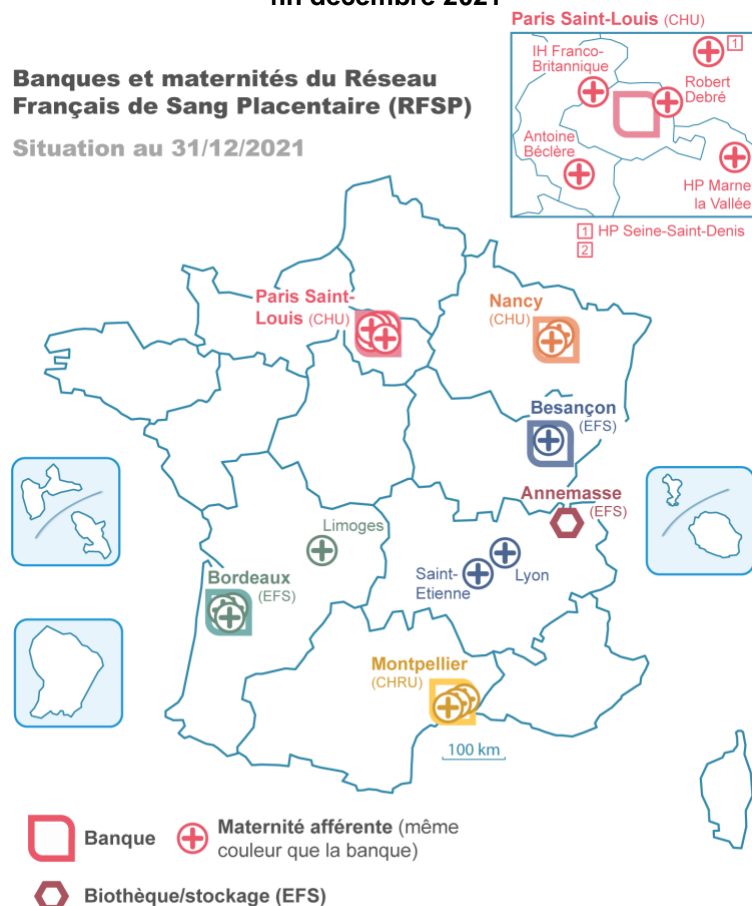 fin décembre 2021
Paris Saint-Louis (CHU)
IH Franco-
Britannique
1
Robert
Debré
Antoine
Béclère
HP Marne
la Vallée
1 HP Seine-Saint-Denis
2
Banques et maternités du Réseau
Français de Sang Placentaire (RFSP)
Situation au 31/12/2021
Paris Saint-
Louis (CHU)
Nancy
(CHU)
Besançon
(EFS)
Annemasse
(EFS)
Limoges
Saint-
Etienne
Lyon
Bordeaux
(EFS)
Montpellier
(CHRU)
100 km
Banque
Maternité afférente (même
couleur que la banque)
Biothèque/stockage (EFS)